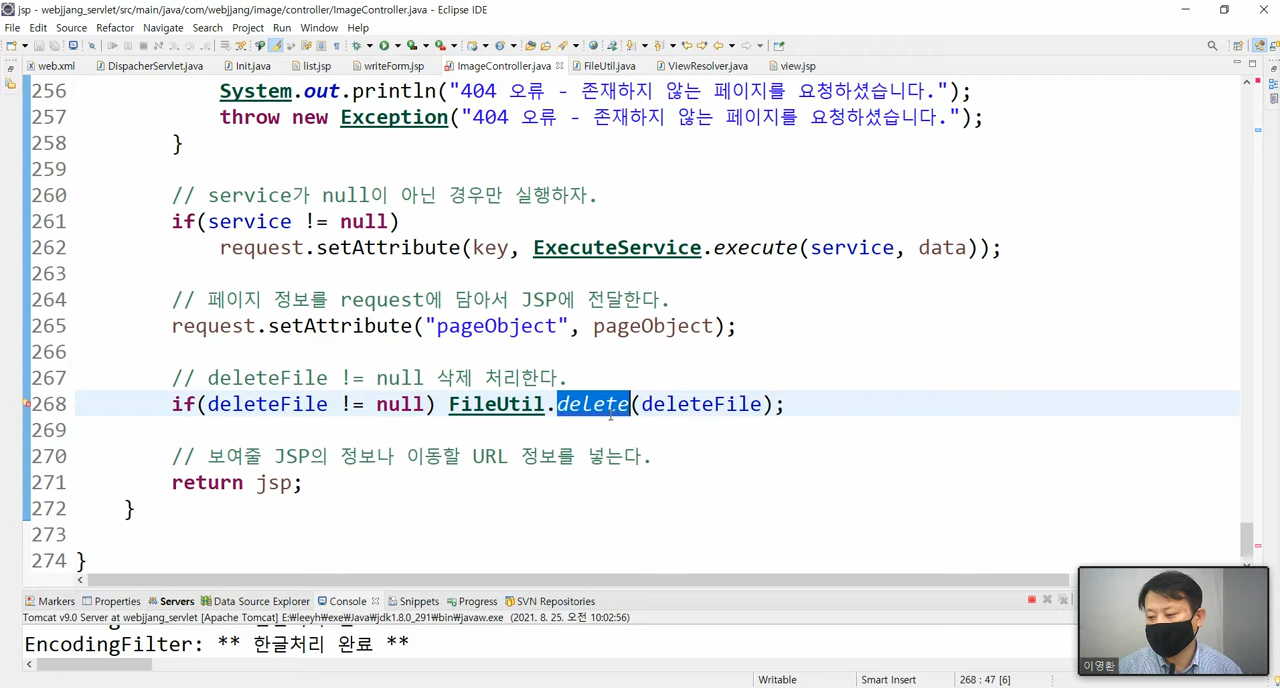 jsp - webjjang_servlet/src/main/java/com/webjjang/image/controller/ImageController.java - Eclipse IDE
File Edit Source Refactor Navigate Search Project Run Window Help
web.xml DispacherServlet.java Init.java list.jsp writeForm.jsp ImageController.java FileUtil.java ViewResolver.java view.jsp
256 System.out.println("404 오류 - 존재하지 않는 페이지를 요청하셨습니다.");
257 throw new Exception("404 오류 - 존재하지 않는 페이지를 요청하셨습니다.");
258 }
259
260 // service가 null이 아닌 경우만 실행하자.
261 if(service != null)
262 request.setAttribute(key, ExecuteService.execute(service, data));
263
264 // 페이지 정보를 request에 담아서 JSP에 전달한다.
265 request.setAttribute("pageObject", pageObject);
266
267 // deleteFile != null 삭제 처리한다.
268 if(deleteFile != null) FileUtil.delete(deleteFile);
269
270 // 보여줄 JSP의 정보나 이동할 URL 정보를 넣는다.
271 return jsp;
272 }
273
274 }
Markers Properties Servers Data Source Explorer Console Snippets Progress SVN Repositories
Tomcat v9.0 Server at webjjang_servlet [Apache Tomcat] E:\leeyh\exe\Java\jdk1.8.0_291\bin\javaw.exe (2021. 8. 25. 오전 10:02:56)
EncodingFilter: ** 한글처리 완료 **
이영환
Writable Smart Insert 268 : 47 [6]